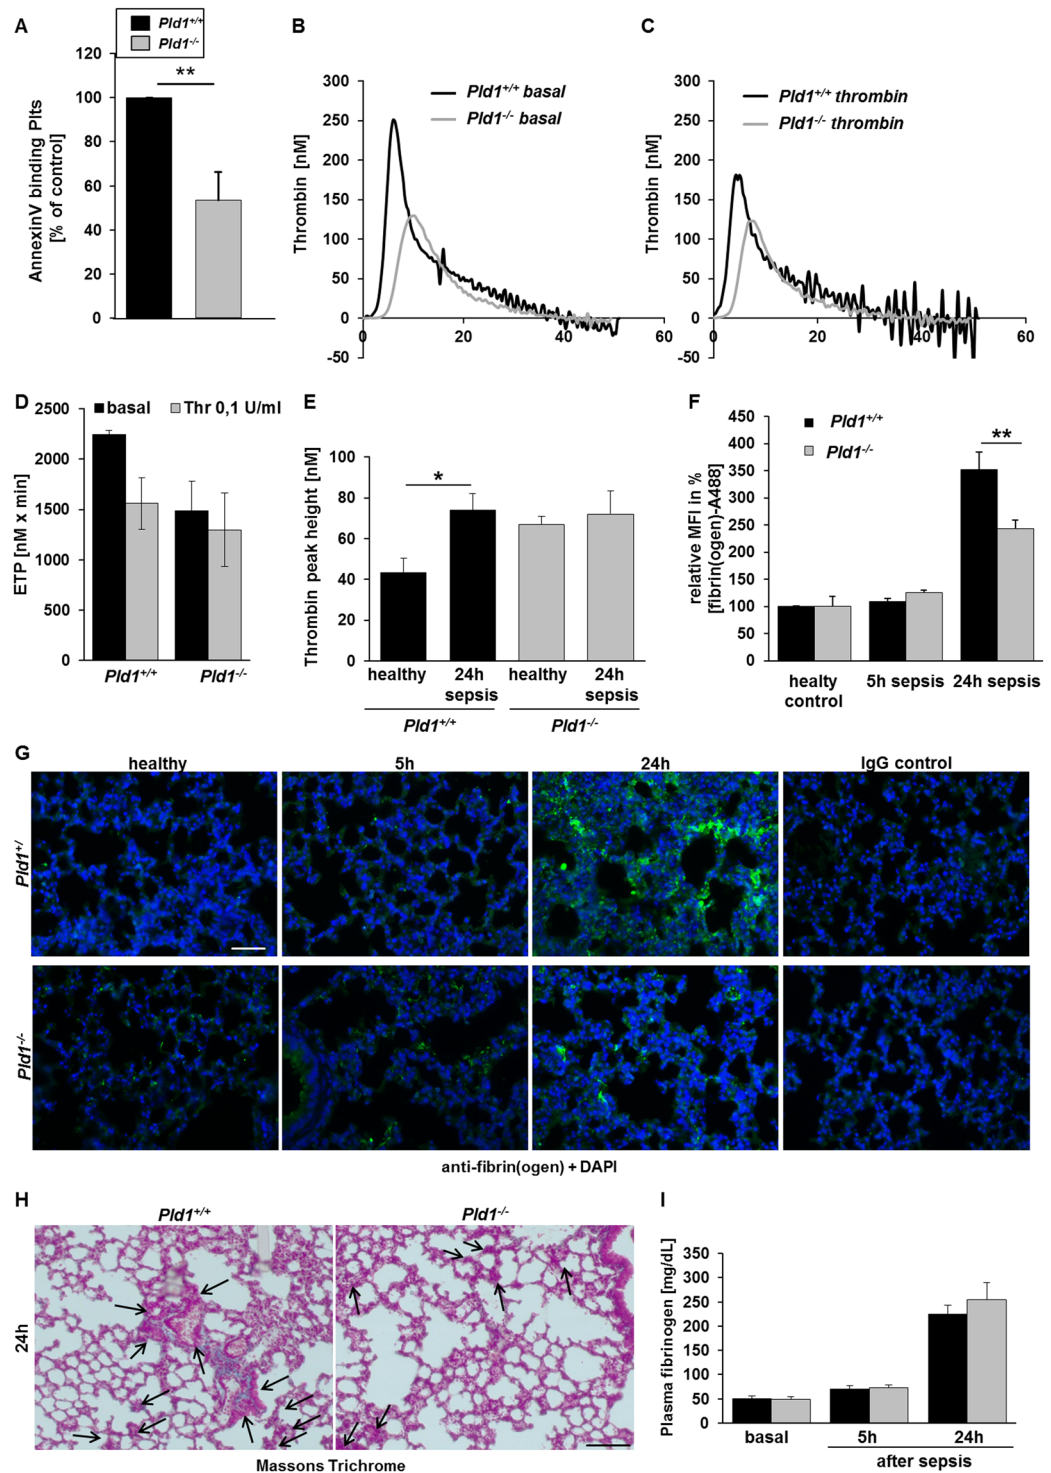 A
Pld1+/+
Pld1-/-
120
100
80
60
40
20
0
**
AnnexinV binding Plts
[% of control]
B
350
300
250
200
150
100
50
0
-50
0
20
40
60
Thrombin [nM]
Pld1+/+ basal
Pld1-/- basal
C
350
300
250
200
150
100
50
0
-50
0
20
40
60
Thrombin [nM]
Pld1+/+ thrombin
Pld1-/- thrombin
D
basal
Thr 0,1 U/ml
2500
2000
1500
1000
500
0
ETP [nM x min]
Pld1+/+
Pld1-/-
E
100
80
60
40
20
0
Thrombin peak height [nM]
*
healthy
24h
sepsis
healthy
24h
sepsis
Pld1+/+
Pld1-/-
F
450
400
350
300
250
200
150
100
50
0
relative MFI in %
[fibrin(ogen)-A488]
Pld1+/+
Pld1-/-
**
healty
control
5h sepsis
24h sepsis
G
healthy
5h
24h
IgG control
Pld1+/
Pld1-/-
anti-fibrin(ogen) + DAPI
H
Pld1+/+
Pld1-/-
24h
Massons Trichrome
I
350
300
250
200
150
100
50
0
Plasma fibrinogen [mg/dL]
basal
5h
24h
after sepsis